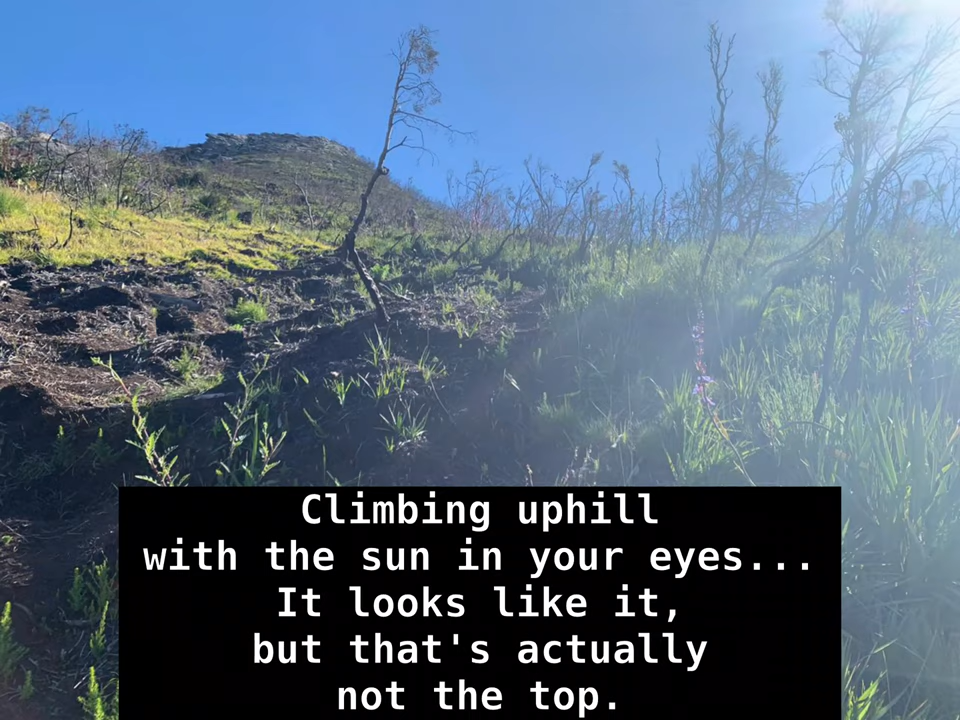 Climbing uphill
with the sun in your eyes...
It looks like it,
but that's actually
not the top.